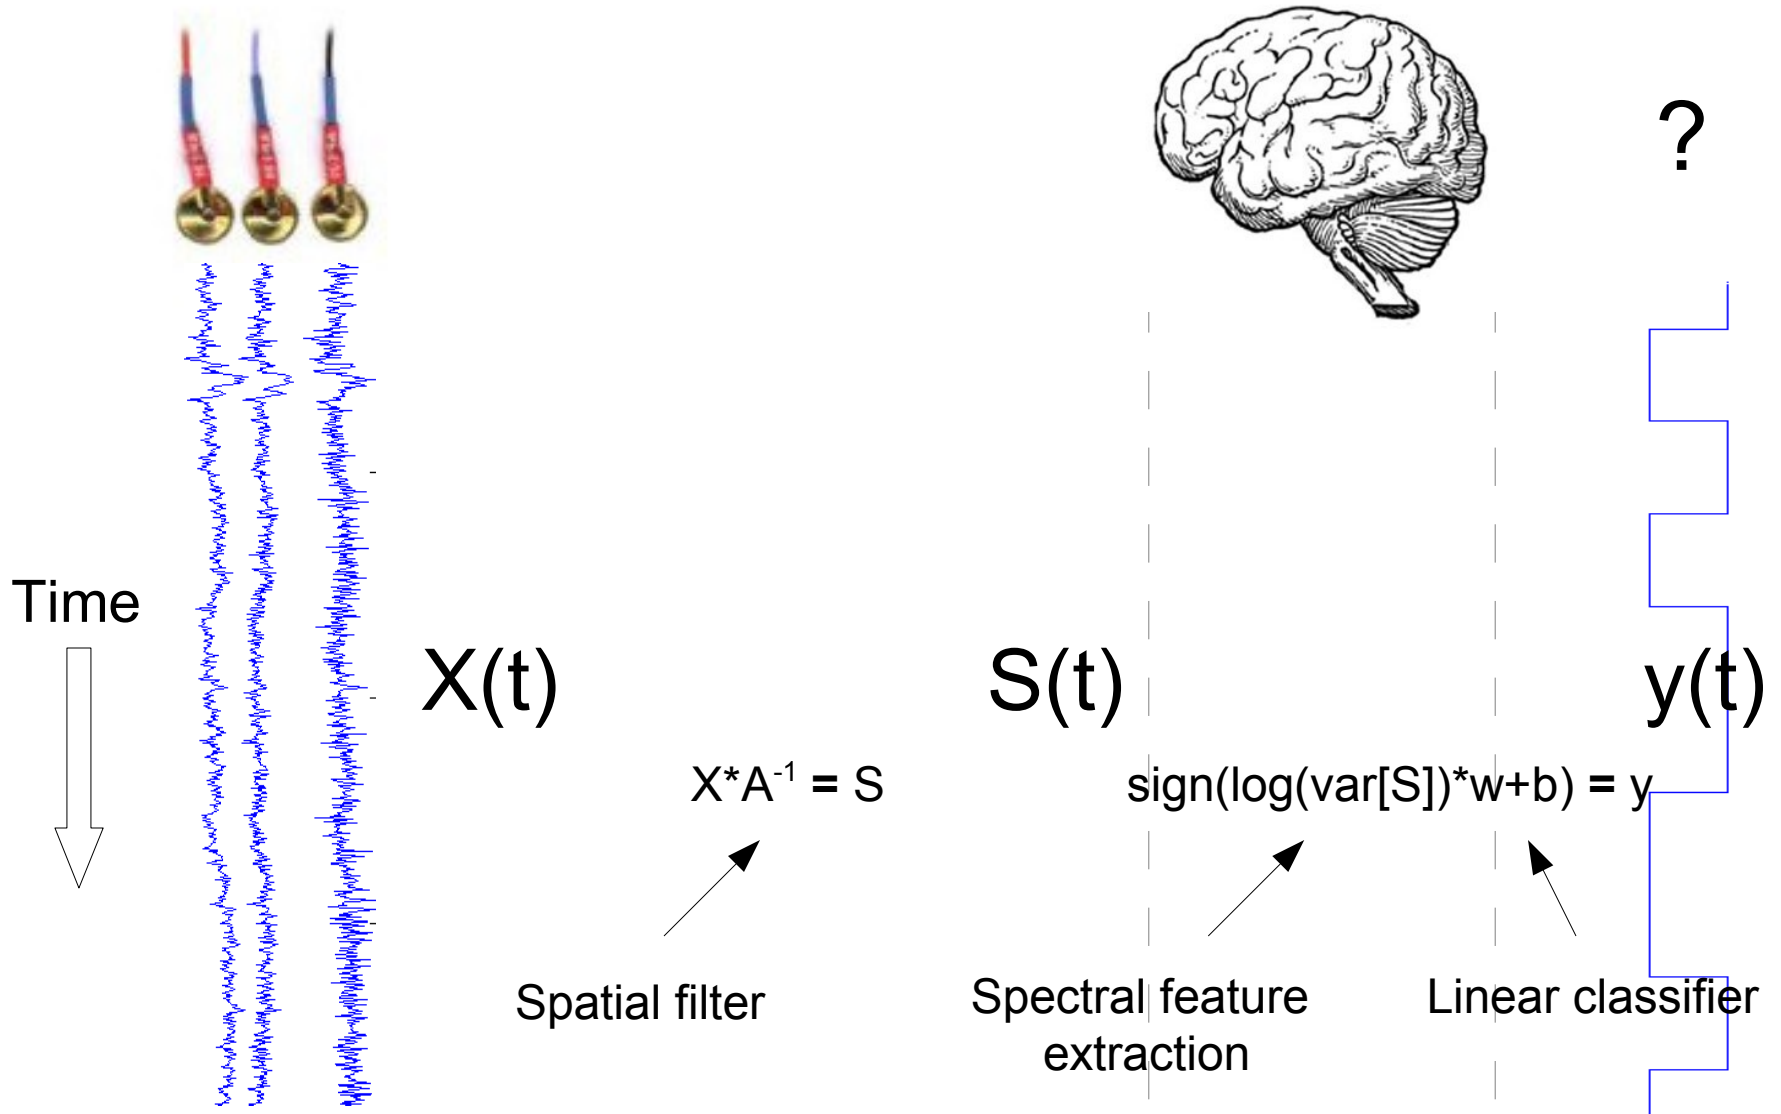 ?
Time
X(t)
S(t)
y(t)
X*A⁻¹ = S
sign(log(var[S])*w+b) = y
Spatial filter
Spectral feature
extraction
Linear classifier